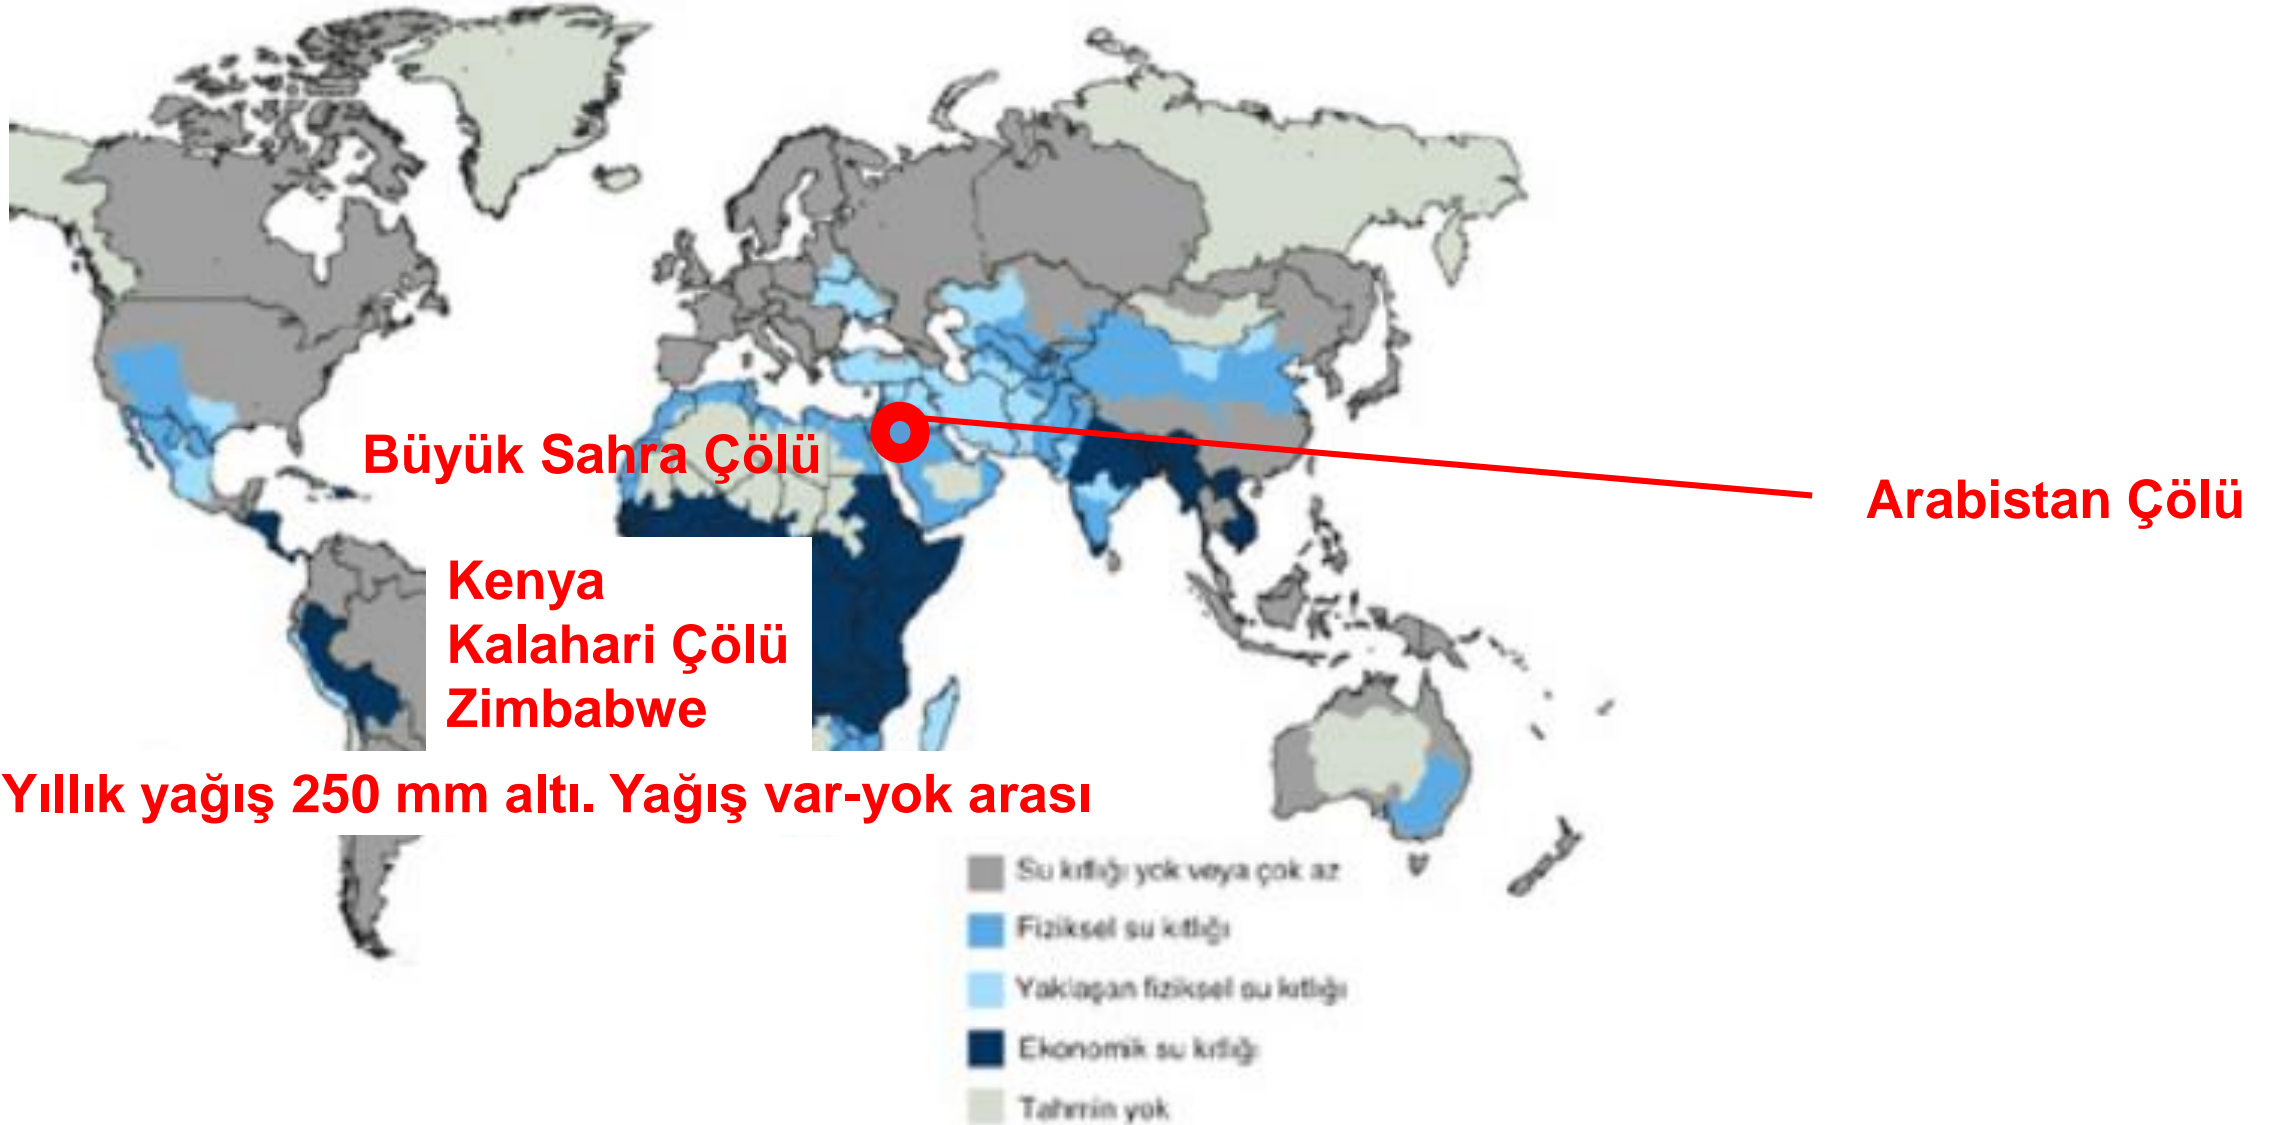 Büyük Sahra Çölü
Arabistan Çölü
Kenya
Kalahari Çölü
Zimbabwe
Yıllık yağış 250 mm altı. Yağış var-yok arası
Su kıtlığı yok veya çok az
Fiziksel su kıtlığı
Yaklaşan fiziksel su kıtlığı
Ekonomik su kıtlığı
Tahmin yok